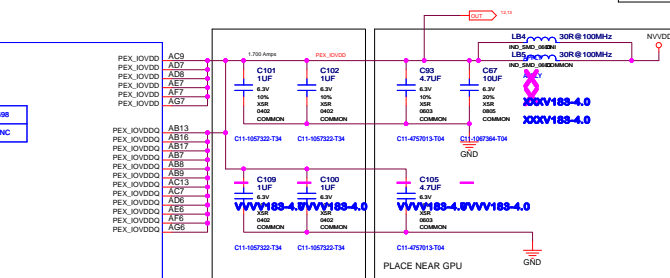 OUT
12,13
LB4
30R@100MHz
NVVD
IND_SMD_0603
1.700 Amps
PEX_IOVDD
LB5
30R@100MHz
COMMON
PEX_IOVDD AC9
PEX_IOVDD AD7
PEX_IOVDD AD8
PEX_IOVDD AE7
PEX_IOVDD AF7
PEX_IOVDD AG7
C101
1UF
6.3V
10%
X5R
0402
COMMON
C11-1057322-T34
C102
1UF
6.3V
10%
X5R
0402
COMMON
C11-1057322-T34
C93
4.7UF
6.3V
10%
X5R
0603
COMMON
C11-4757013-T04
C67
10UF
6.3V
20%
X5R
0805
COMMON
C11-1067364-T04
GND
XXXV183-4.0
XXXV183-4.0
S98
NC
PEX_IOVDDQ AB13
PEX_IOVDDQ AB16
PEX_IOVDDQ AB17
PEX_IOVDDQ AB7
PEX_IOVDDQ AB8
PEX_IOVDDQ AB9
PEX_IOVDDQ AC13
PEX_IOVDDQ AC7
PEX_IOVDDQ AD6
PEX_IOVDDQ AE6
PEX_IOVDDQ AF6
PEX_IOVDDQ AG6
C109
1UF
6.3V
X5R
0402
COMMON
C11-1057322-T34
C100
1UF
6.3V
X5R
0402
COMMON
C11-1057322-T34
C105
4.7UF
6.3V
X5R
0603
COMMON
C11-4757013-T04
VVVV183-4.0
VVVV183-4.0
VVVV183-4.0
VVVV183-4.0
GND
PLACE NEAR GPU